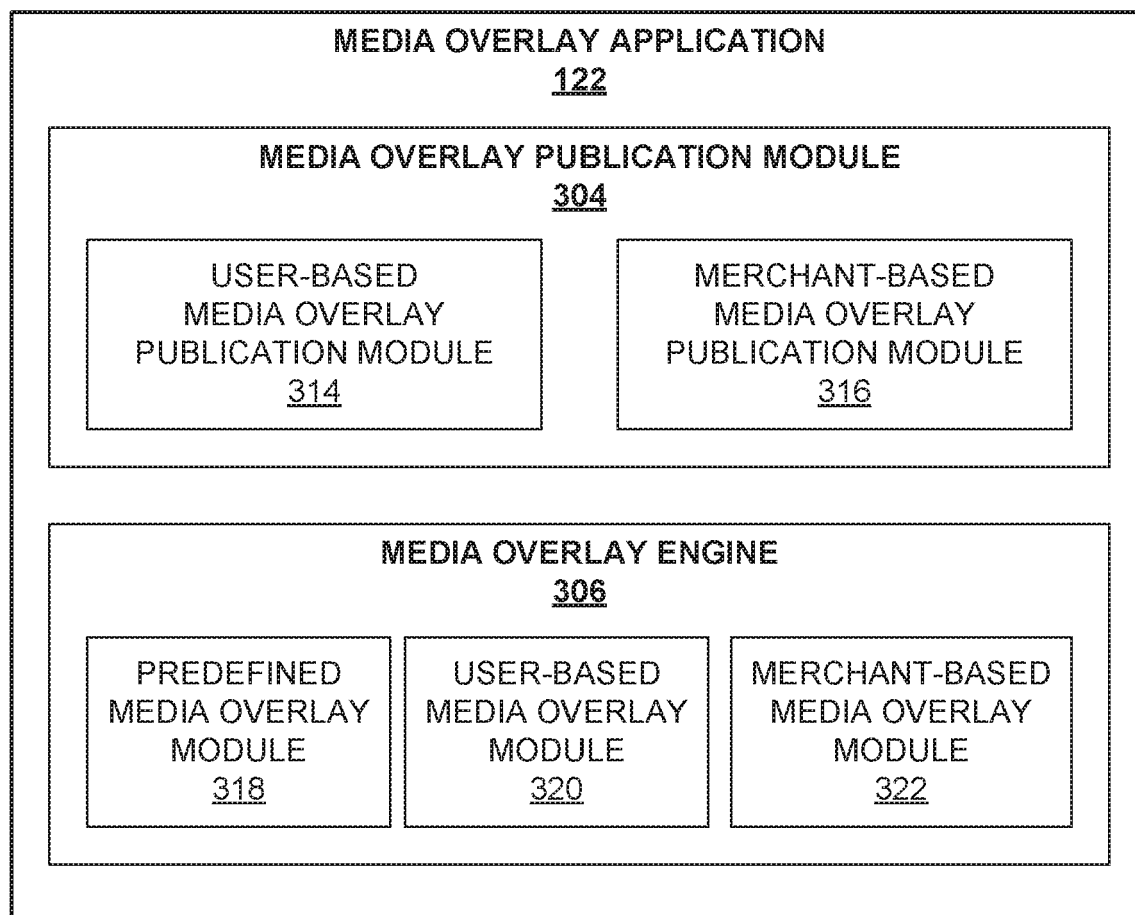 MEDIA OVERLAY APPLICATION
122
MEDIA OVERLAY PUBLICATION MODULE
304
USER-BASED
MEDIA OVERLAY
PUBLICATION MODULE
314
MERCHANT-BASED
MEDIA OVERLAY
PUBLICATION MODULE
316
MEDIA OVERLAY ENGINE
306
PREDEFINED
MEDIA OVERLAY
MODULE
318
USER-BASED
MEDIA OVERLAY
MODULE
320
MERCHANT-BASED
MEDIA OVERLAY
MODULE
322